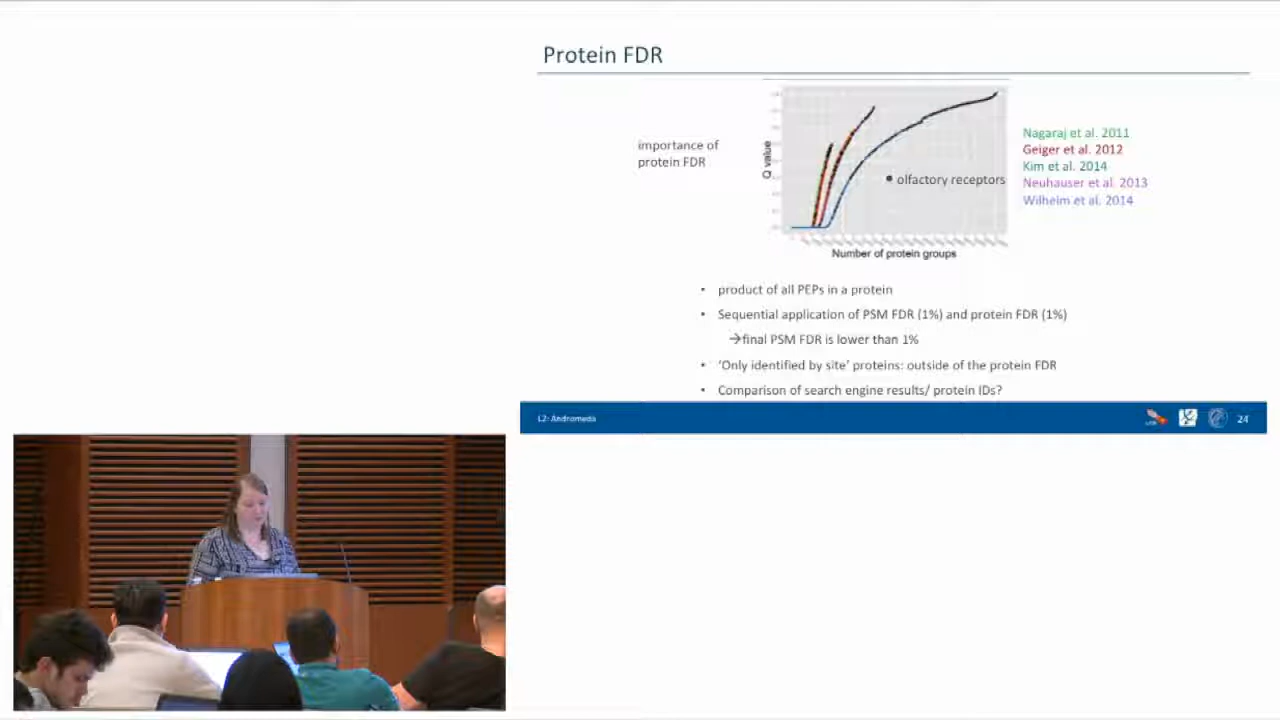 Protein FDR
importance of
protein FDR
Q value
olfactory receptors
Number of protein groups
Nagaraj et al. 2011
Geiger et al. 2012
Kim et al. 2014
Neuhauser et al. 2013
Wilhelm et al. 2014
• product of all PEPs in a protein
• Sequential application of PSM FDR (1%) and protein FDR (1%)
→final PSM FDR is lower than 1%
• ‘Only identified by site’ proteins: outside of the protein FDR
• Comparison of search engine results/ protein IDs?
L2: Andromeda
24